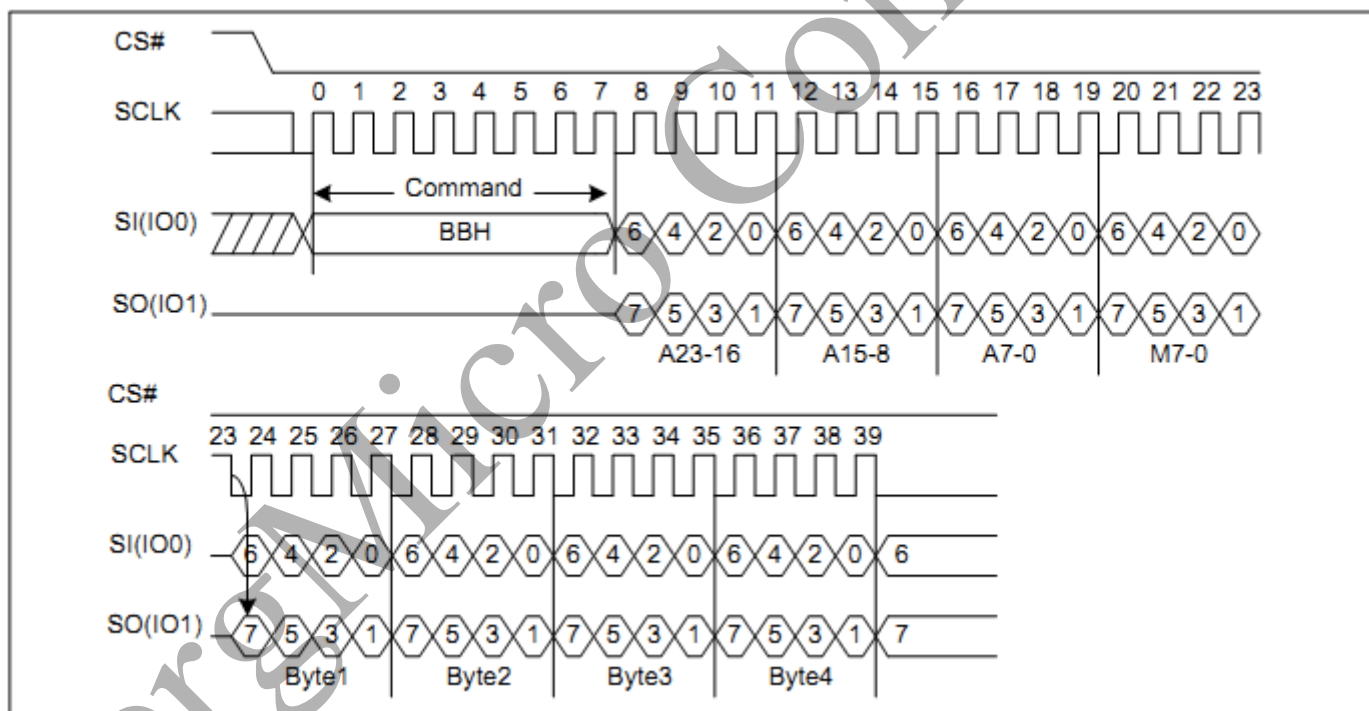 CS#
0 1 2 3 4 5 6 7 8 9 10 11 12 13 14 15 16 17 18 19 20 21 22 23
SCLK
Command
SI(IO0) BBH 6 4 2 0 6 4 2 0 6 4 2 0 6 4 2 0
SO(IO1) 7 5 3 1 7 5 3 1 7 5 3 1 7 5 3 1
A23-16 A15-8 A7-0 M7-0
CS#
23 24 25 26 27 28 29 30 31 32 33 34 35 36 37 38 39
SCLK
SI(IO0) 6 4 2 0 6 4 2 0 6 4 2 0 6 4 2 0 6
SO(IO1) 7 5 3 1 7 5 3 1 7 5 3 1 7 5 3 1 7
Byte1 Byte2 Byte3 Byte4
Micro